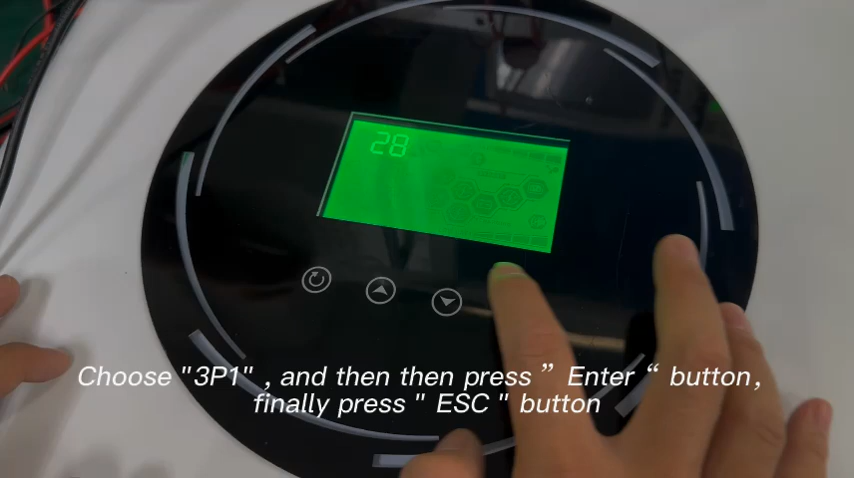 28
Choose "3P1" , and then then press ” Enter “ button,
finally press " ESC " button